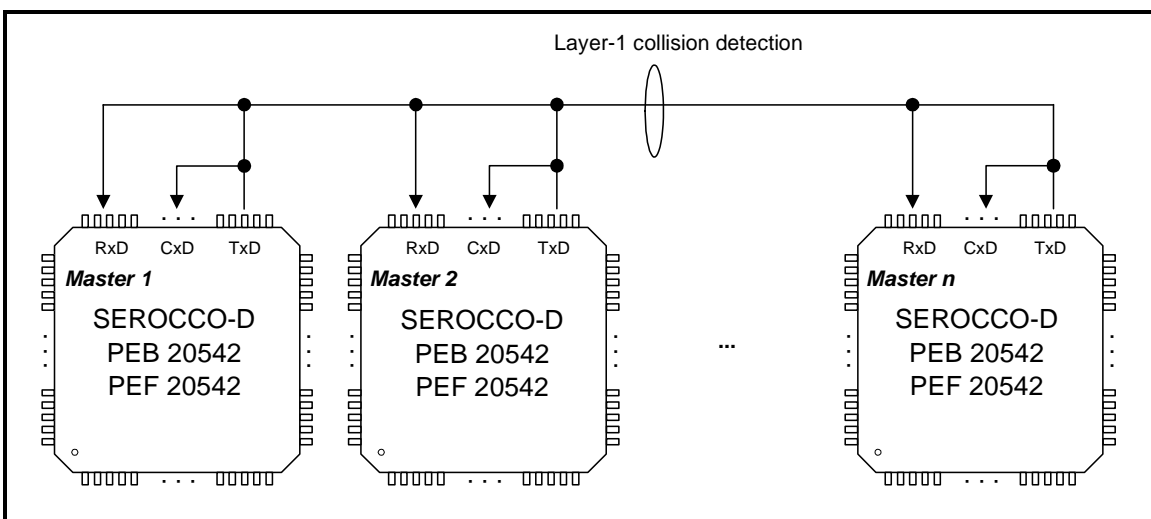 Layer-1 collision detection
. . .
. . .
. . .
RxD CxD TxD
RxD CxD TxD
RxD CxD TxD
Master 1
Master 2
Master n
SEROCCO-D
PEB 20542
PEF 20542
SEROCCO-D
PEB 20542
PEF 20542
...
SEROCCO-D
PEB 20542
PEF 20542
. . .
. . .
. . .